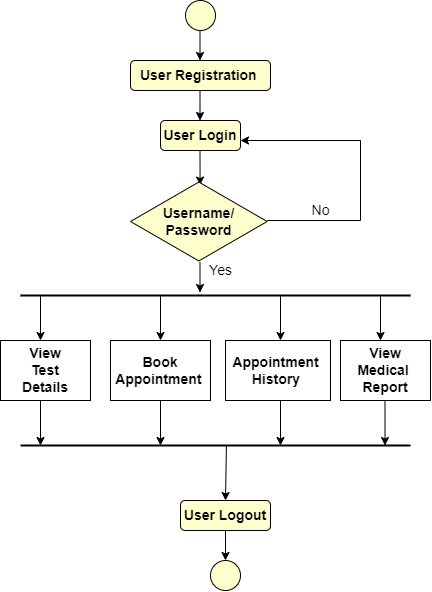 User Registration
User Login
Username/
Password
No
Yes
View
Test
Details
Book
Appointment
Appointment
History
View
Medical
Report
User Logout